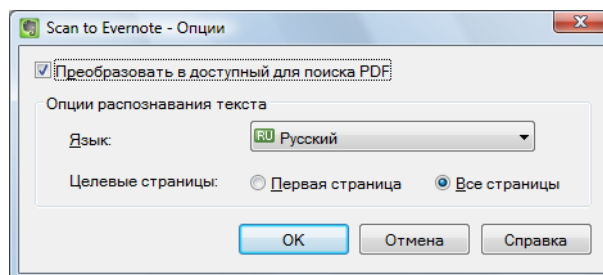 Scan to Evernote - Опции
Преобразовать в доступный для поиска PDF
Опции распознавания текста
Язык: RU Русский
Целевые страницы: Первая страница Все страницы
OK Отмена Справка